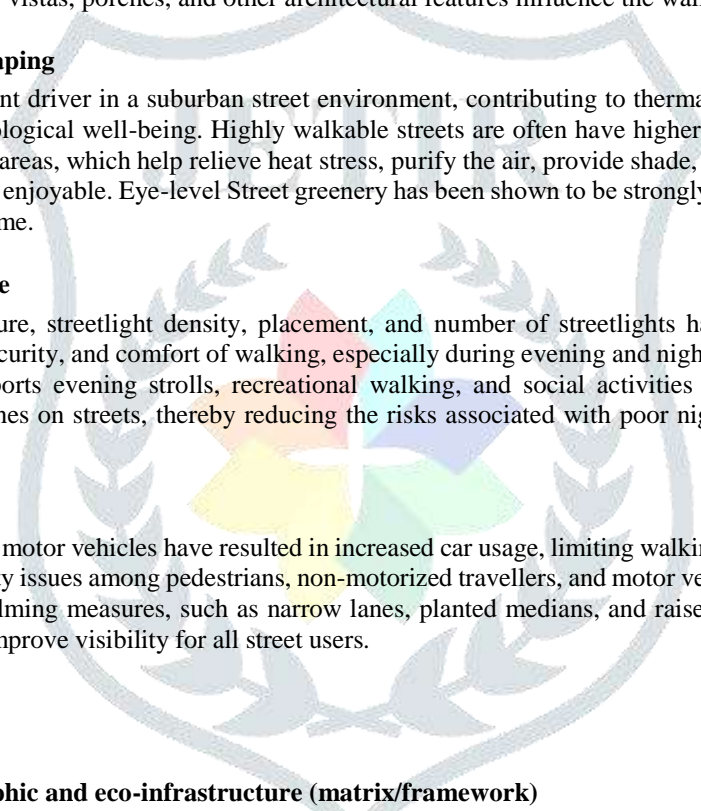 vistas, porches, and other architectural features influence the wal
aping
nt driver in a suburban street environment, contributing to therma
ological well-being. Highly walkable streets are often have higher
areas, which help relieve heat stress, purify the air, provide shade,
enjoyable. Eye-level Street greenery has been shown to be strongly
me.
JETIR
e
ure, streetlight density, placement, and number of streetlights ha
curity, and comfort of walking, especially during evening and nigh
ports evening strolls, recreational walking, and social activities
nes on streets, thereby reducing the risks associated with poor nig
motor vehicles have resulted in increased car usage, limiting walkin
ty issues among pedestrians, non-motorized travellers, and motor ve
lming measures, such as narrow lanes, planted medians, and raise
mprove visibility for all street users.
phic and eco-infrastructure (matrix/framework)